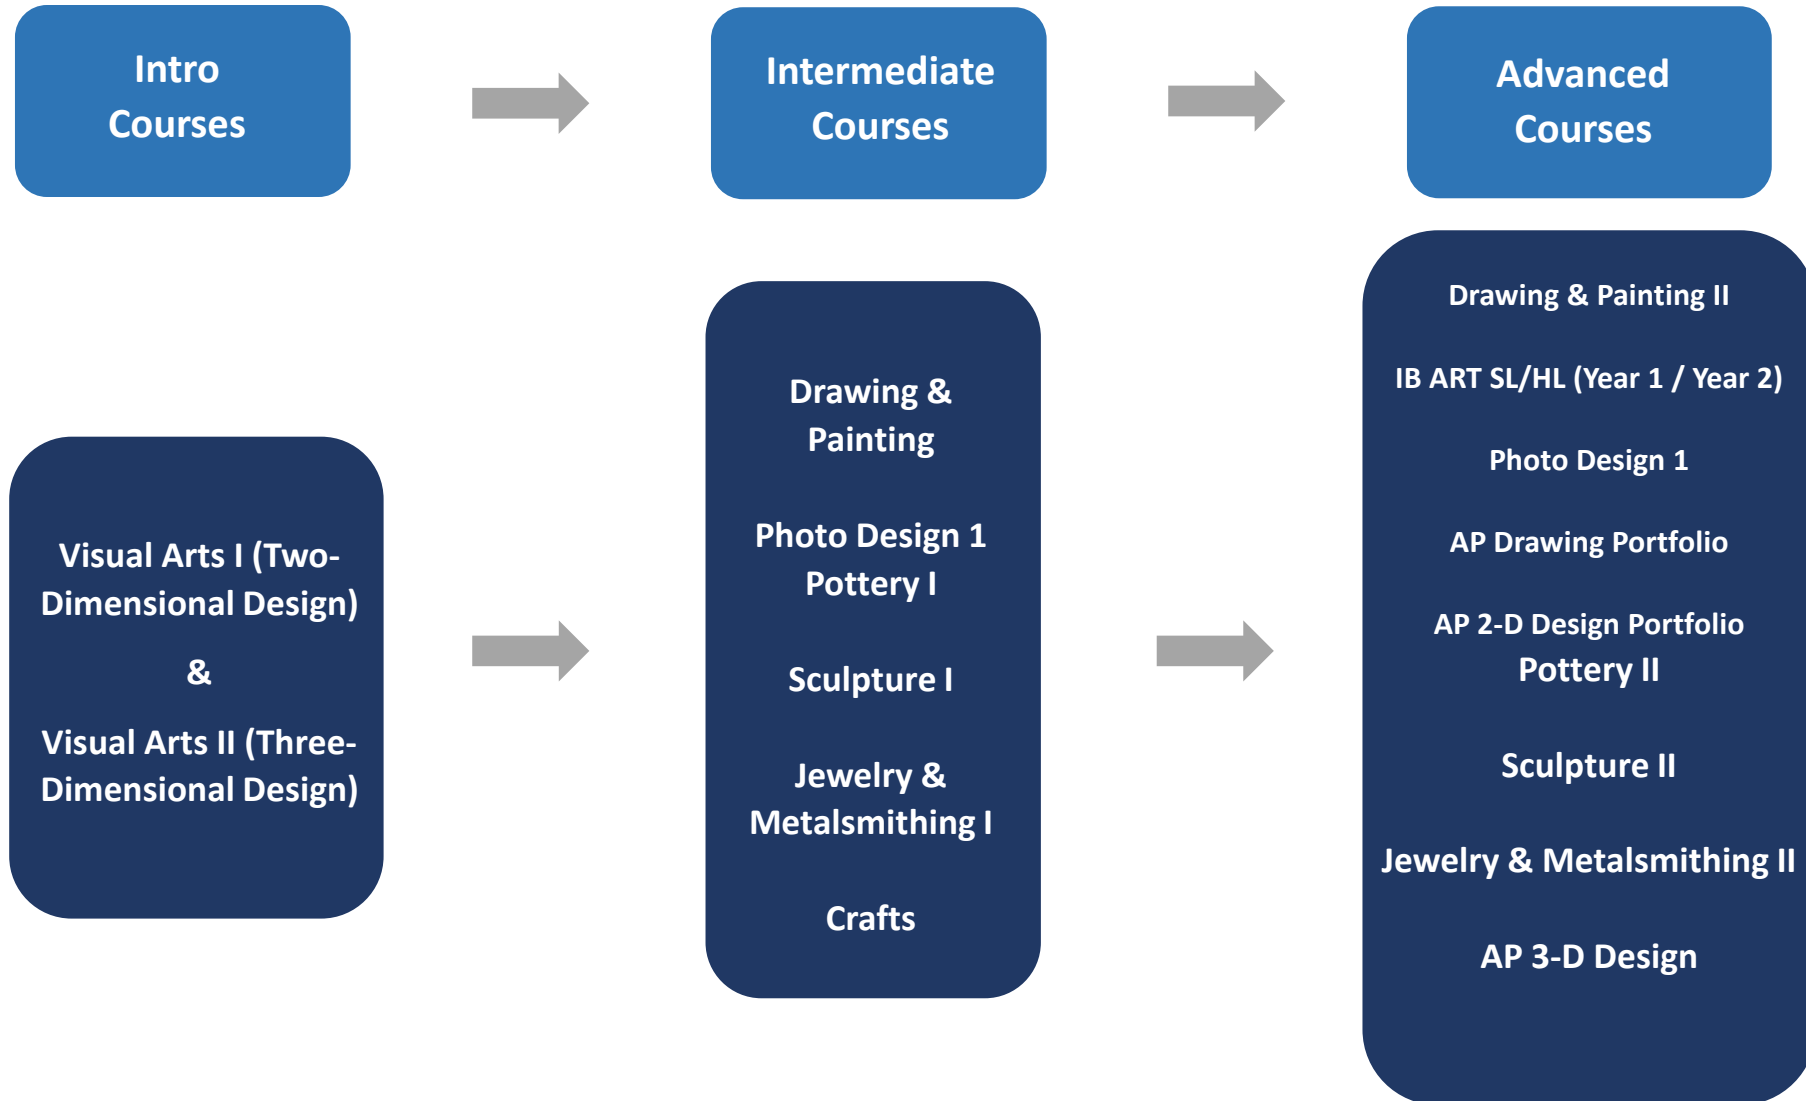 Intro
Courses
Intermediate
Courses
Advanced
Courses
Visual Arts I (Two-
Dimensional Design)
&
Visual Arts II (Three-
Dimensional Design)
Drawing &
Painting
Photo Design 1
Pottery I
Sculpture I
Jewelry &
Metalsmithing I
Crafts
Drawing & Painting II
IB ART SL/HL (Year 1 / Year 2)
Photo Design 1
AP Drawing Portfolio
AP 2-D Design Portfolio
Pottery II
Sculpture II
Jewelry & Metalsmithing II
AP 3-D Design